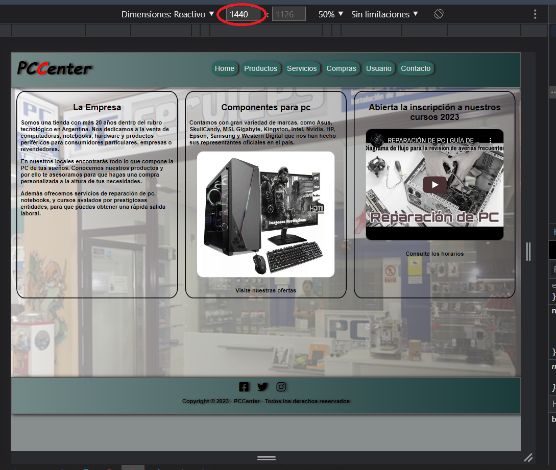 Dimensiones: Reactivo ▼ 1440 x 1126 50% ▼ Sin limitaciones ▼
PCCenter
Home Productos Servicios Compras Usuario Contacto
La Empresa
Somos una tienda con más 20 años dentro del rubro
tecnológico en Argentina. Nos dedicamos a la venta de
computadoras, notebooks, hardware y productos
periféricos para consumidores particulares, empresas o
revendedores.
En nuestros locales encontrarás todo lo que compone la
PC de tus sueños. Conocemos nuestros productos y
por ello te asesoramos para que hagas una compra
personalizada a la altura de tus necesidades.
Además ofrecemos servicios de reparación de pc,
notebooks, y cursos avalados por prestigiosas
entidades, para que puedas obtener una rápida salida
laboral.
Componentes para pc
Contamos con gran variedad de marcas, como Asus,
SkullCandy, MSI, Gigabyte, Kingston, Intel, Nvidia, HP,
Epson, Samsung y Western Digital que nos han hecho
sus representantes oficiales en el país.
Visite nuestras ofertas
Abierta la inscripción a nuestros
cursos 2023
REPARACIÓN DE PC | GUÍA DE
Diagrama de flujo para la revisión de averías frecuentes
Reparación de PC
Consulte los horarios
Copyright © 2023 - PCCenter - Todos los derechos reservados